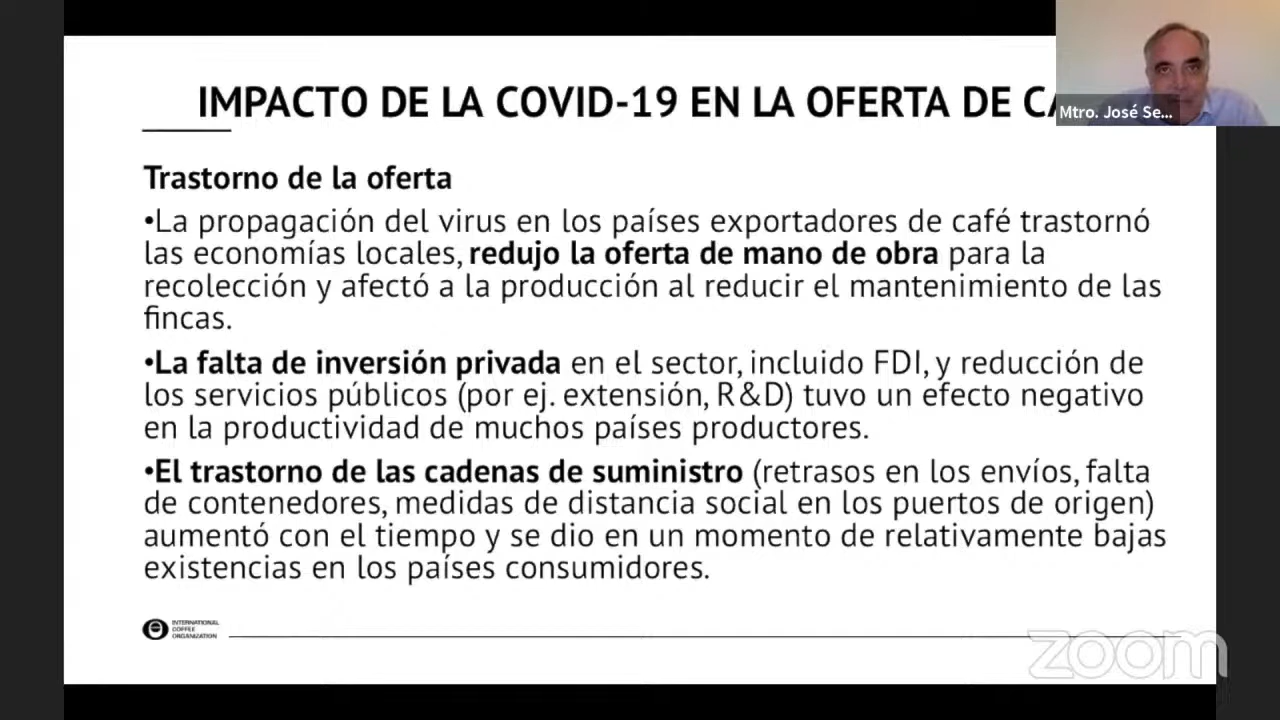 IMPACTO DE LA COVID-19 EN LA OFERTA DE
Mtro. José Se...
Trastorno de la oferta
•La propagación del virus en los países exportadores de café trastornó
las economías locales, redujo la oferta de mano de obra para la
recolección y afectó a la producción al reducir el mantenimiento de las
fincas.
•La falta de inversión privada en el sector, incluido FDI, y reducción de
los servicios públicos (por ej. extensión, R&D) tuvo un efecto negativo
en la productividad de muchos países productores.
•El trastorno de las cadenas de suministro (retrasos en los envíos, falta
de contenedores, medidas de distancia social en los puertos de origen)
aumentó con el tiempo y se dio en un momento de relativamente bajas
existencias en los países consumidores.
INTERNATIONAL
COFFEE
ORGANIZATION
zoom